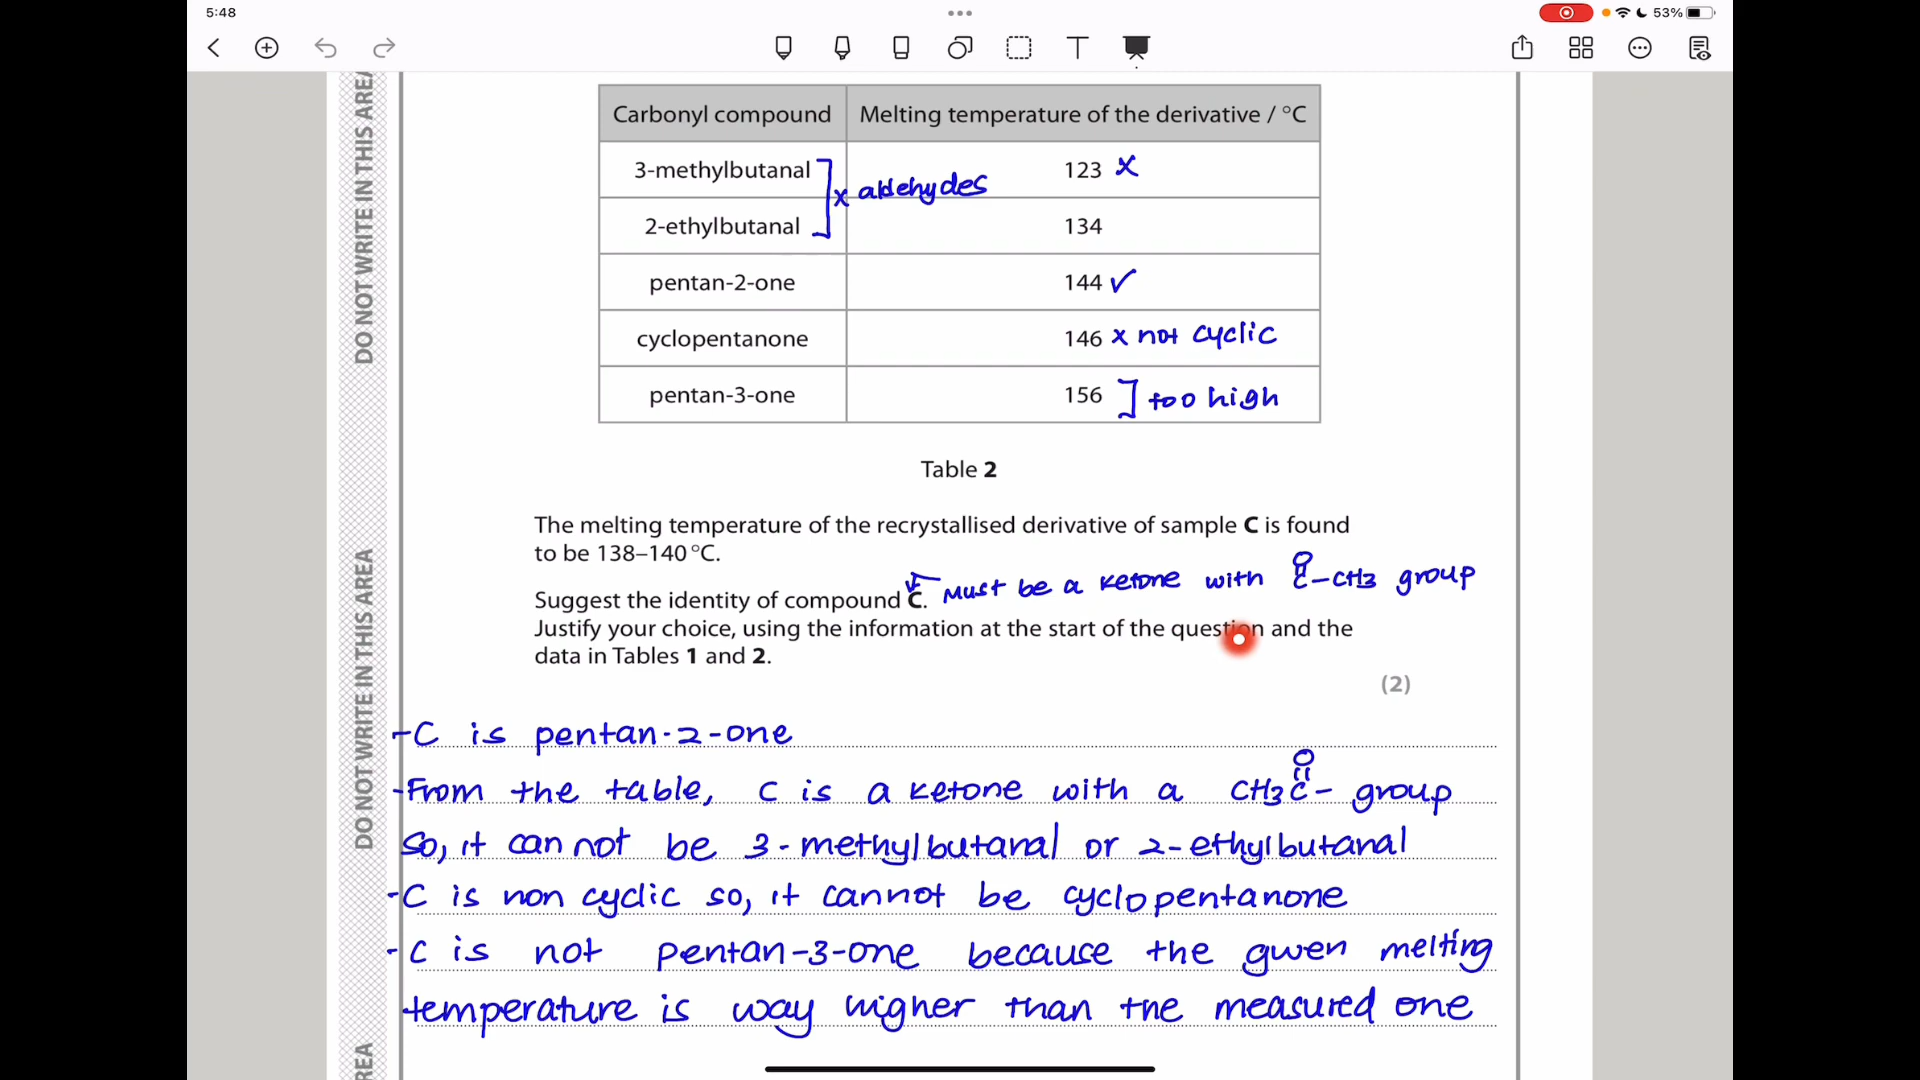 5:48
53%
DO NOT WRITE IN THIS AREA
Carbonyl compound Melting temperature of the derivative / °C
3-methylbutanal 123 x
x aldehydes
2-ethylbutanal 134
pentan-2-one 144 ✓
cyclopentanone 146 x not cyclic
pentan-3-one 156 ] too high
Table 2
The melting temperature of the recrystallised derivative of sample C is found
to be 138–140 °C.
O
Must be a ketone with C-CH3 group
Suggest the identity of compound C.
Justify your choice, using the information at the start of the question and the
data in Tables 1 and 2.
(2)
DO NOT WRITE IN THIS AREA
- C is pentan-2-one
O
- From the table, C is a ketone with a CH3C- group
So, it can not be 3-methylbutanal or 2-ethylbutanal
- C is non cyclic so, it cannot be cyclopentanone
- C is not pentan-3-one because the given melting
temperature is way higher than the measured one
REA